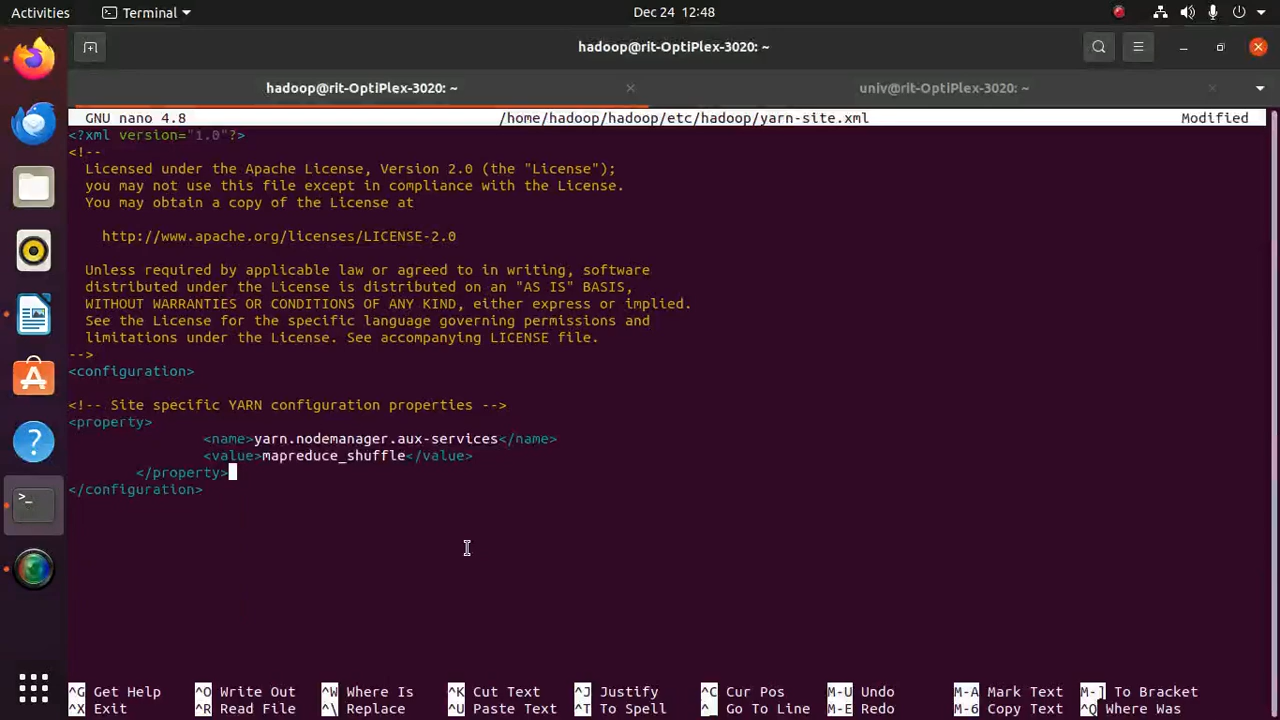 Activities Terminal Dec 24 12:48
hadoop@rit-OptiPlex-3020: ~
hadoop@rit-OptiPlex-3020: ~ univ@rit-OptiPlex-3020: ~
GNU nano 4.8 /home/hadoop/hadoop/etc/hadoop/yarn-site.xml Modified
<?xml version="1.0"?>
<!--
Licensed under the Apache License, Version 2.0 (the "License");
you may not use this file except in compliance with the License.
You may obtain a copy of the License at
http://www.apache.org/licenses/LICENSE-2.0
Unless required by applicable law or agreed to in writing, software
distributed under the License is distributed on an "AS IS" BASIS,
WITHOUT WARRANTIES OR CONDITIONS OF ANY KIND, either express or implied.
See the License for the specific language governing permissions and
limitations under the License. See accompanying LICENSE file.
-->
<configuration>
<!-- Site specific YARN configuration properties -->
<property>
<name>yarn.nodemanager.aux-services</name>
<value>mapreduce_shuffle</value>
</property>
</configuration>
^G Get Help ^O Write Out ^W Where Is ^K Cut Text ^J Justify ^C Cur Pos M-U Undo M-A Mark Text M-] To Bracket
^X Exit ^R Read File ^\ Replace ^U Paste Text ^T To Spell ^_ Go To Line M-E Redo M-6 Copy Text ^Q Where Was